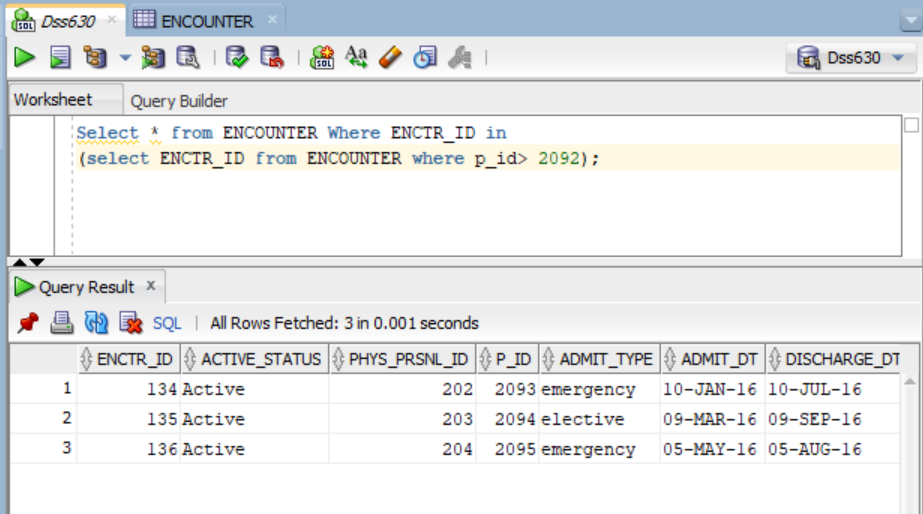 Dss630 ENCOUNTER
SQL Aa Dss630
Worksheet Query Builder
Select * from ENCOUNTER Where ENCTR_ID in
(select ENCTR_ID from ENCOUNTER where p_id> 2092);
Query Result x
SQL | All Rows Fetched: 3 in 0.001 seconds
ENCTR_ID ACTIVE_STATUS PHYS_PRSNL_ID P_ID ADMIT_TYPE ADMIT_DT DISCHARGE_DT
1 134 Active 202 2093 emergency 10-JAN-16 10-JUL-16
2 135 Active 203 2094 elective 09-MAR-16 09-SEP-16
3 136 Active 204 2095 emergency 05-MAY-16 05-AUG-16